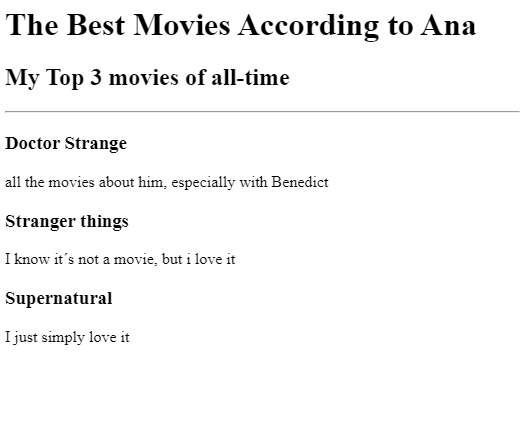 The Best Movies According to Ana
My Top 3 movies of all-time
Doctor Strange
all the movies about him, especially with Benedict
Stranger things
I know it´s not a movie, but i love it
Supernatural
I just simply love it